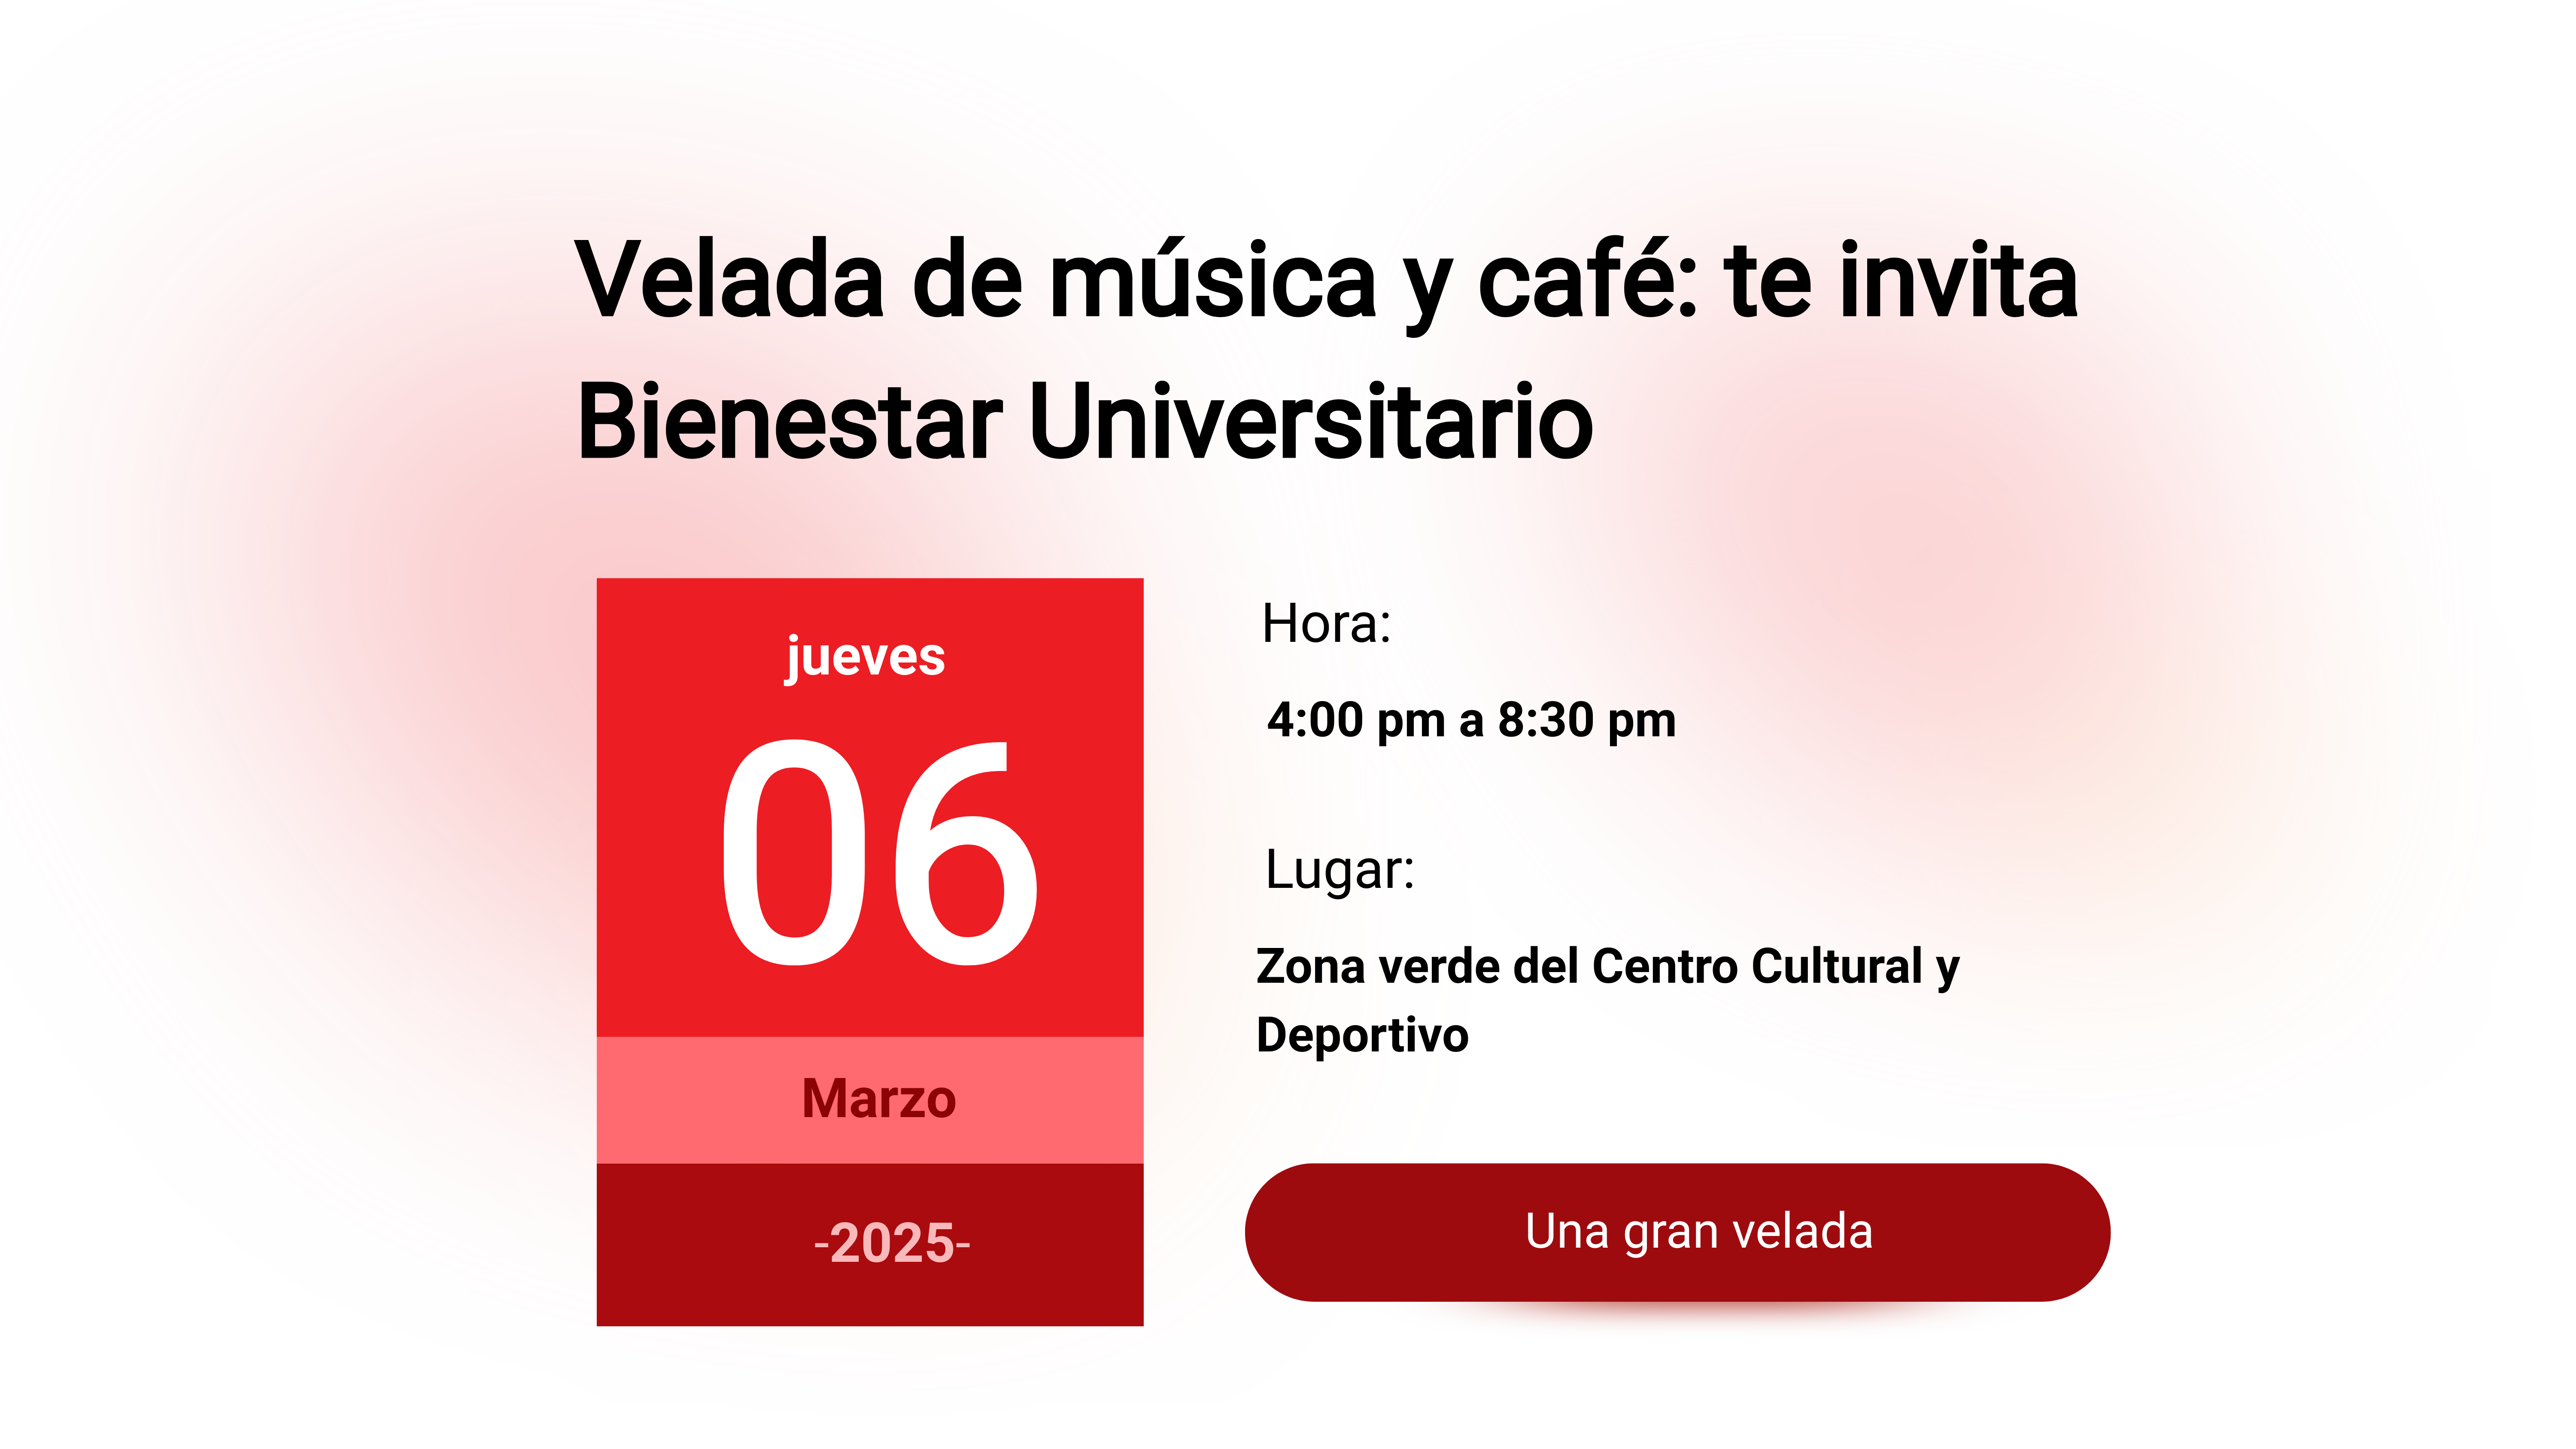 Velada de música y café: te invita
Bienestar Universitario
jueves
06
Marzo
-2025-
Hora:
4:00 pm a 8:30 pm
Lugar:
Zona verde del Centro Cultural y
Deportivo
Una gran velada